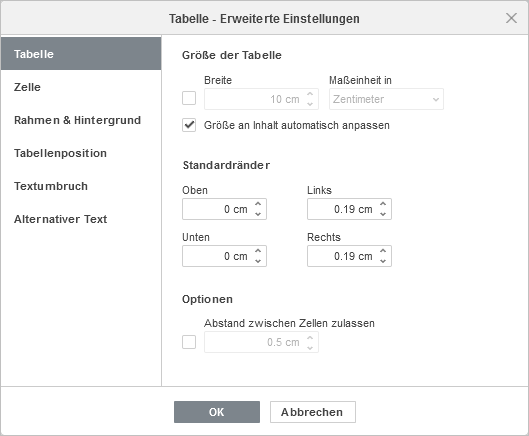 Tabelle - Erweiterte Einstellungen
Tabelle
Zelle
Rahmen & Hintergrund
Tabellenposition
Textumbruch
Alternativer Text
Größe der Tabelle
Breite
Maßeinheit in
10 cm
Zentimeter
Größe an Inhalt automatisch anpassen
Standardränder
Oben
Links
0 cm
0.19 cm
Unten
Rechts
0 cm
0.19 cm
Optionen
Abstand zwischen Zellen zulassen
0.5 cm
OK
Abbrechen